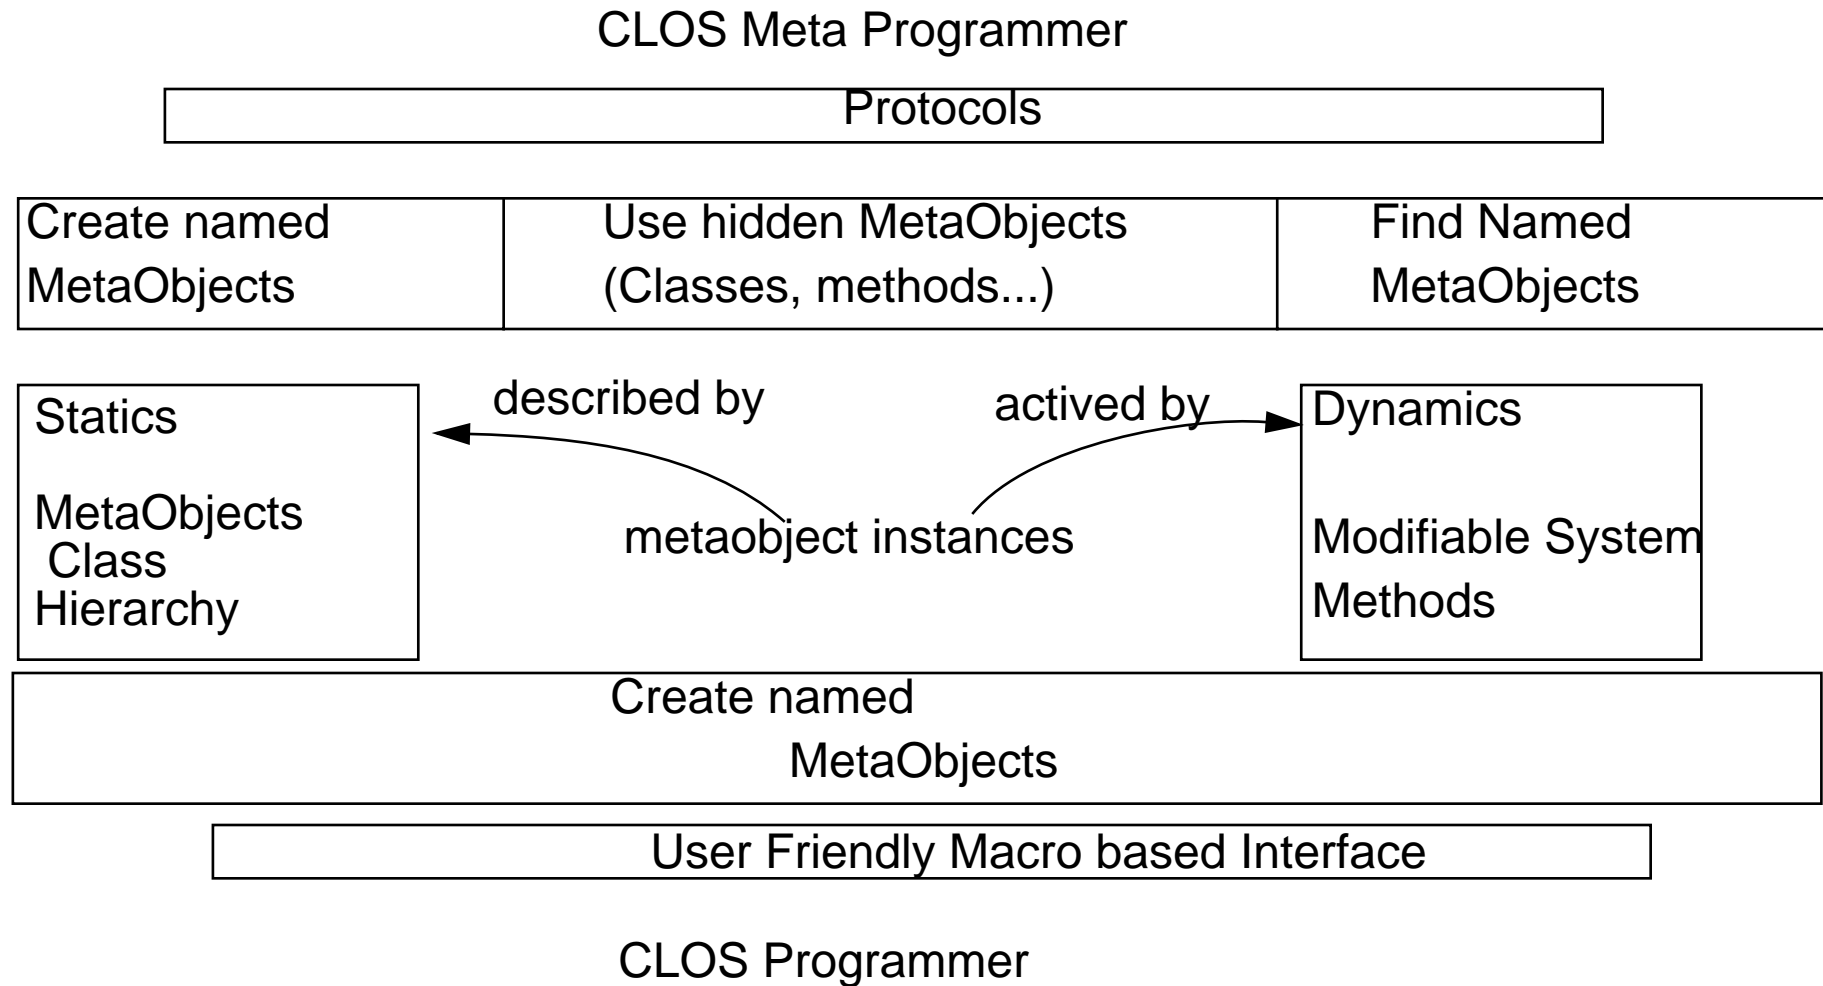 CLOS Meta Programmer
Protocols
Create named
MetaObjects
Use hidden MetaObjects
(Classes, methods...)
Find Named
MetaObjects
Statics
MetaObjects
Class
Hierarchy
described by
actived by
metaobject instances
Dynamics
Modifiable System
Methods
Create named
MetaObjects
User Friendly Macro based Interface
CLOS Programmer